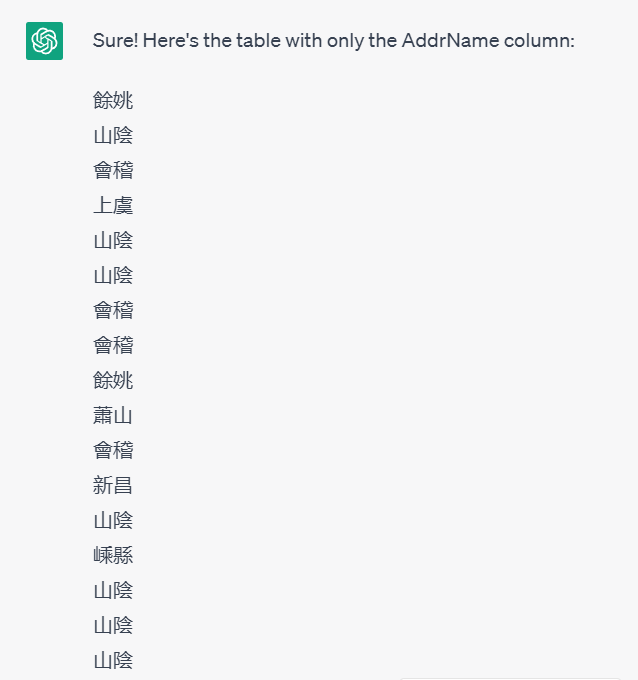 Sure! Here's the table with only the AddrName column:
餘姚
山陰
會稽
上虞
山陰
山陰
會稽
會稽
餘姚
蕭山
會稽
新昌
山陰
嵊縣
山陰
山陰
山陰